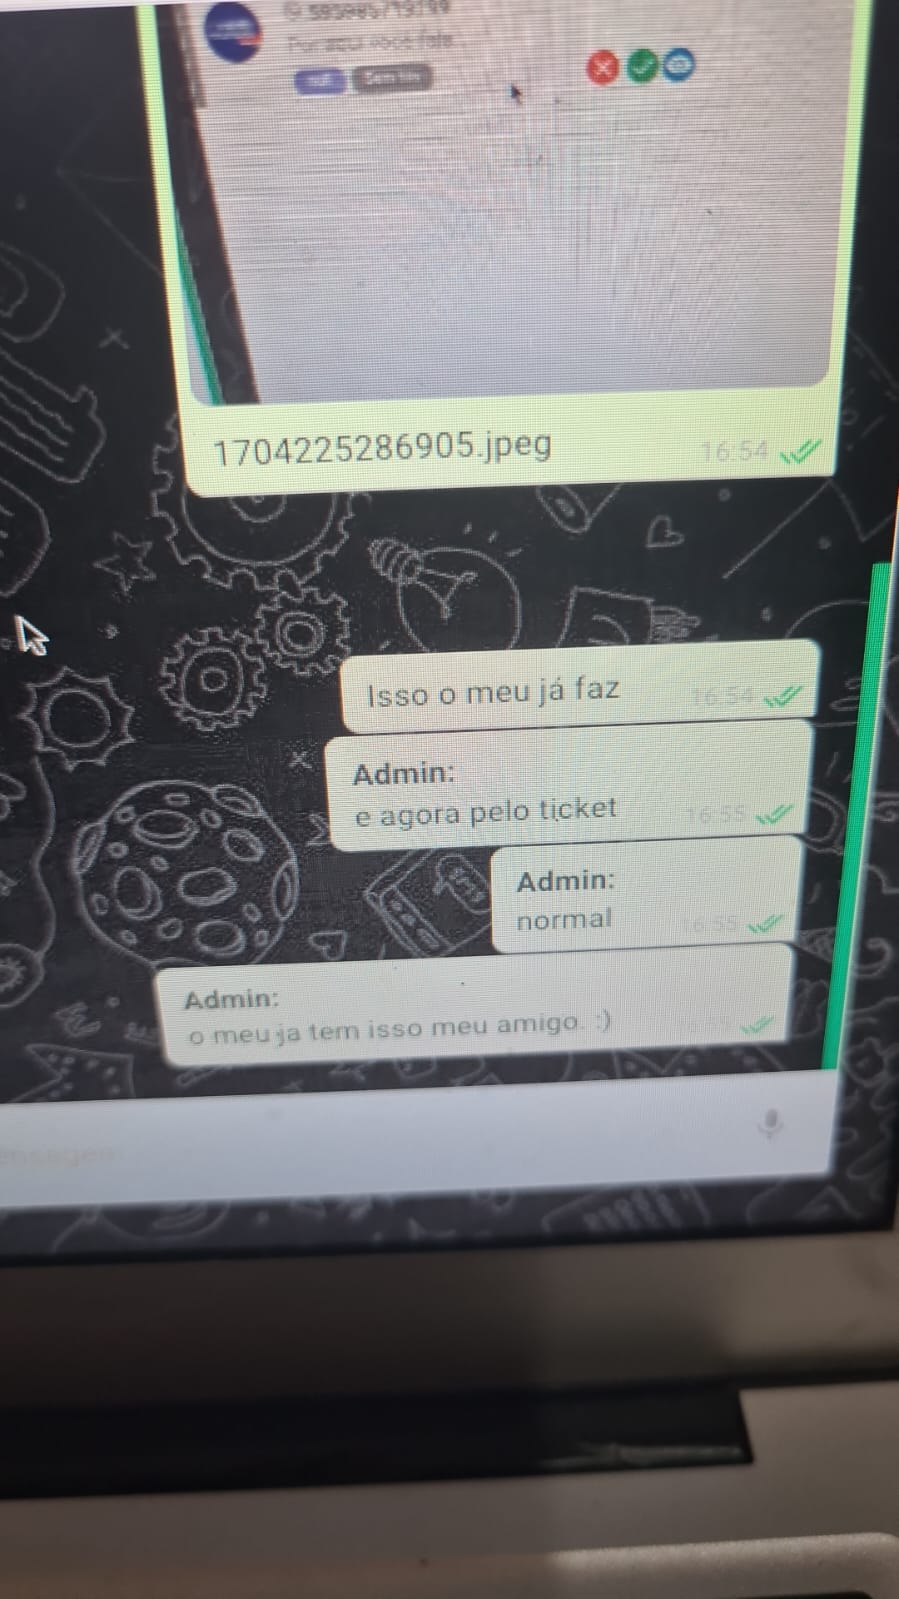 1704225286905.jpeg
16:54
Isso o meu já faz
16:54
Admin:
e agora pelo ticket
16:55
Admin:
normal
16:55
Admin:
o meu ja tem isso meu amigo. :)